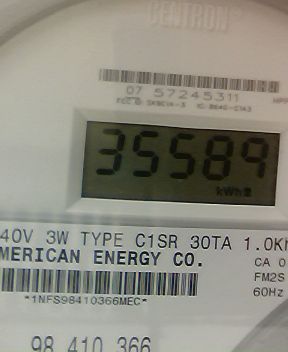 CENTRON®
07 57245311
35589
kWh
40V 3W TYPE C1SR 30TA 1.0Kh
MERICAN ENERGY CO.
CA 0
FM2S
60Hz
*1NFS98410366MEC*
98 410 366